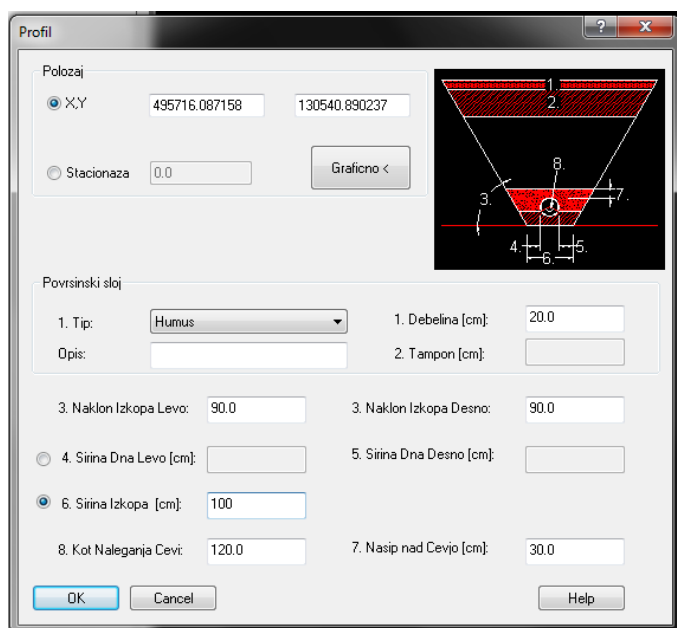 Profil
?
X
Polozaj
X,Y 495716.087158 130540.890237
Stacionaza 0.0 Graficno <
1.
2.
8.
3.
7.
4.
5.
6.
Povrsinski sloj
1. Tip: Humus 1. Debelina [cm]: 20.0
Opis: 2. Tampon [cm]:
3. Naklon Izkopa Levo: 90.0 3. Naklon Izkopa Desno: 90.0
4. Sirina Dna Levo [cm]: 5. Sirina Dna Desno [cm]:
6. Sirina Izkopa [cm]: 100
8. Kot Naleganja Cevi: 120.0 7. Nasip nad Cevjo [cm]: 30.0
OK Cancel Help